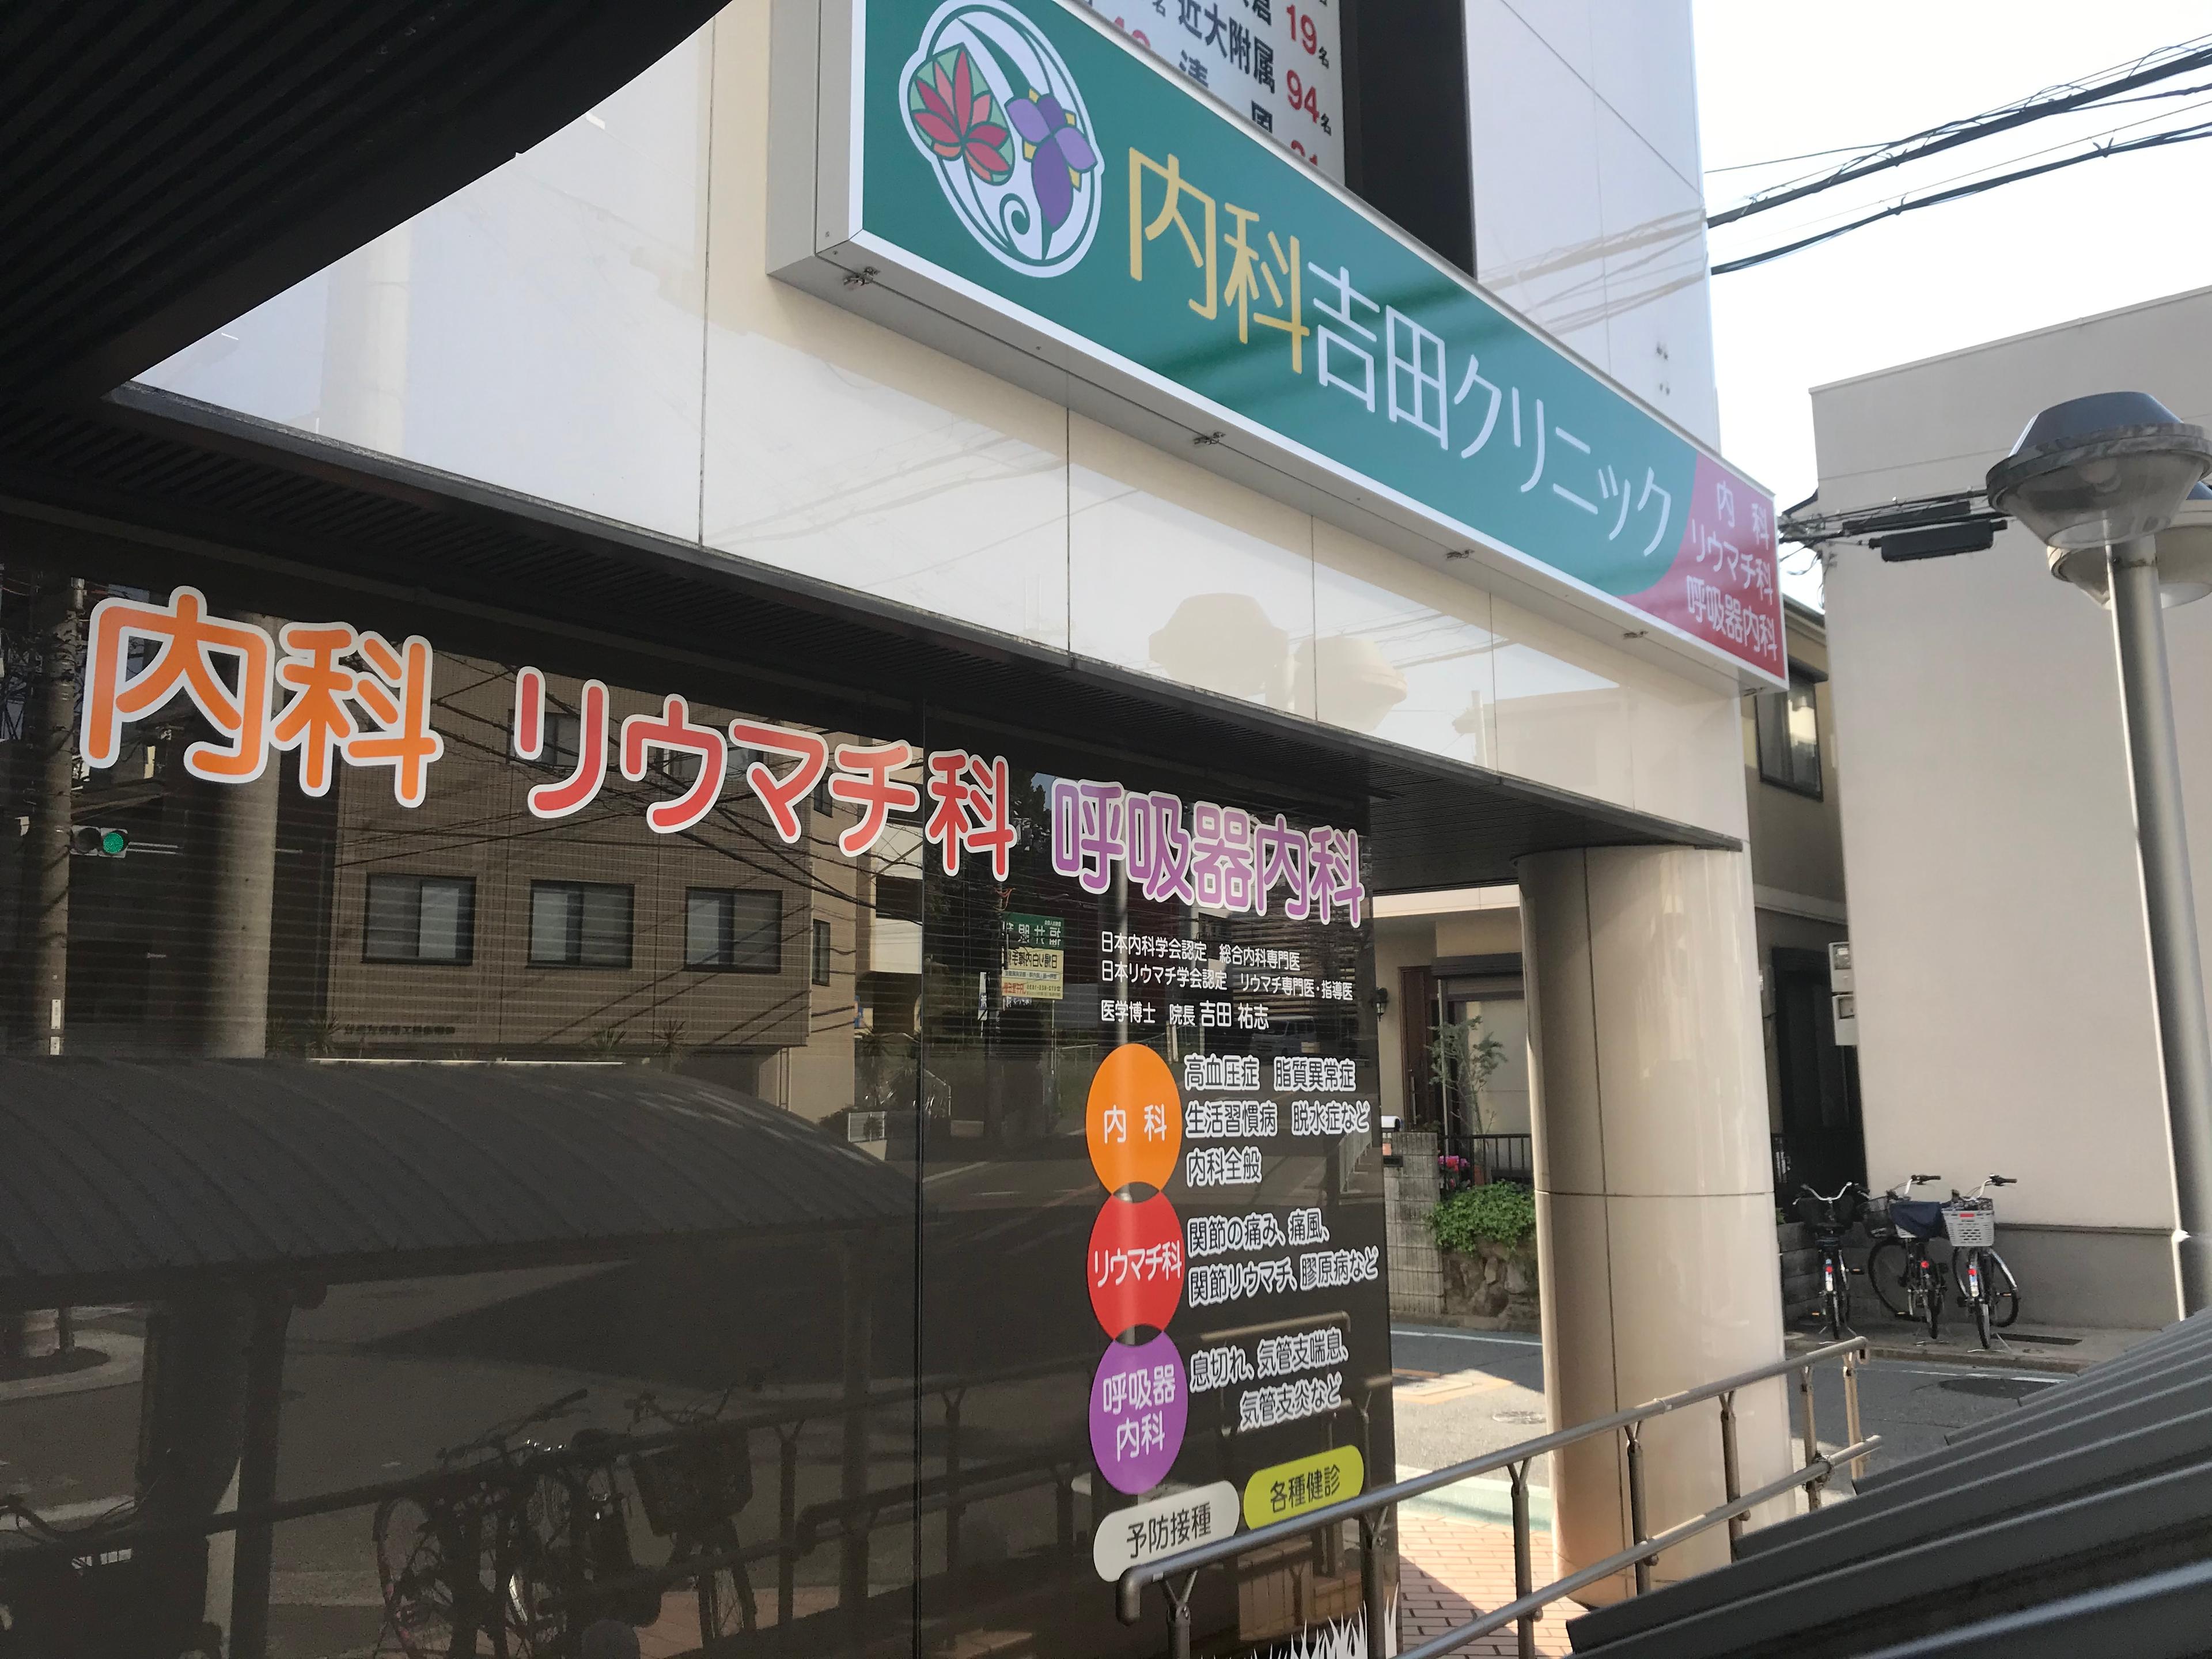 19名
近大附属 94名
内科吉田クリニック
内 科
リウマチ科
呼吸器内科
内科 リウマチ科 呼吸器内科
日本内科学会認定 総合内科専門医
日本リウマチ学会認定 リウマチ専門医・指導医
医学博士 院長 吉田 祐志
内 科
高血圧症 脂質異常症
生活習慣病 脱水症など
内科全般
リウマチ科
関節の痛み、痛風、
関節リウマチ、膠原病など
呼吸器
内科
息切れ、気管支喘息、
気管支炎など
予防接種 各種健診